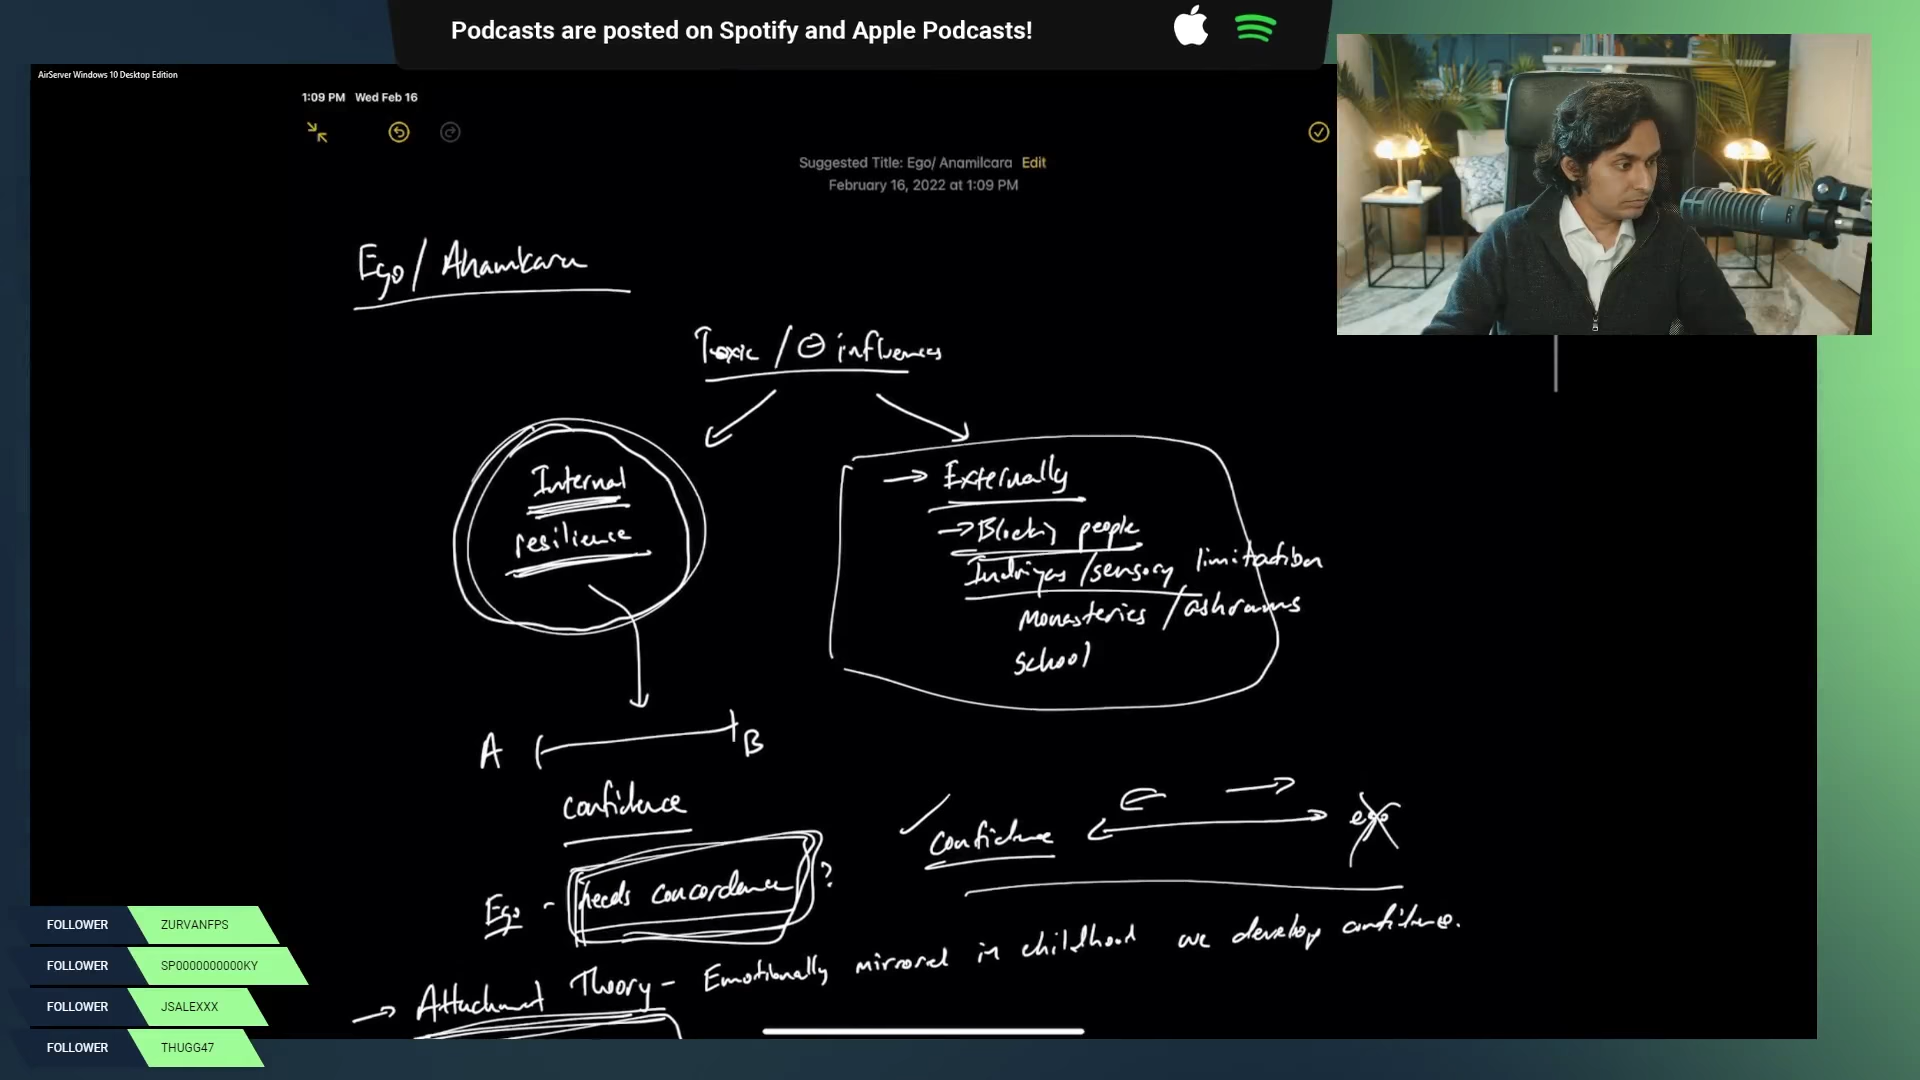 Podcasts are posted on Spotify and Apple Podcasts!
AirServer Windows 10 Desktop Edition
1:09 PM Wed Feb 16
Suggested Title: Ego/ Anamilcara Edit
February 16, 2022 at 1:09 PM
Ego / Ahamkara
Toxic / ⊖ influences
Internal
resilience
→ Externally
→ Blocking people
Indriyas / sensory limitation
monasteries / ashrams
School
A B
confidence
✓ Confidence ego
Ego - needs concordance ?
→ Attachment Theory - Emotionally mirrored in childhood we develop confidence.
FOLLOWER ZURVANFPS
FOLLOWER SP0000000000KY
FOLLOWER JSALEXXX
FOLLOWER THUGG47